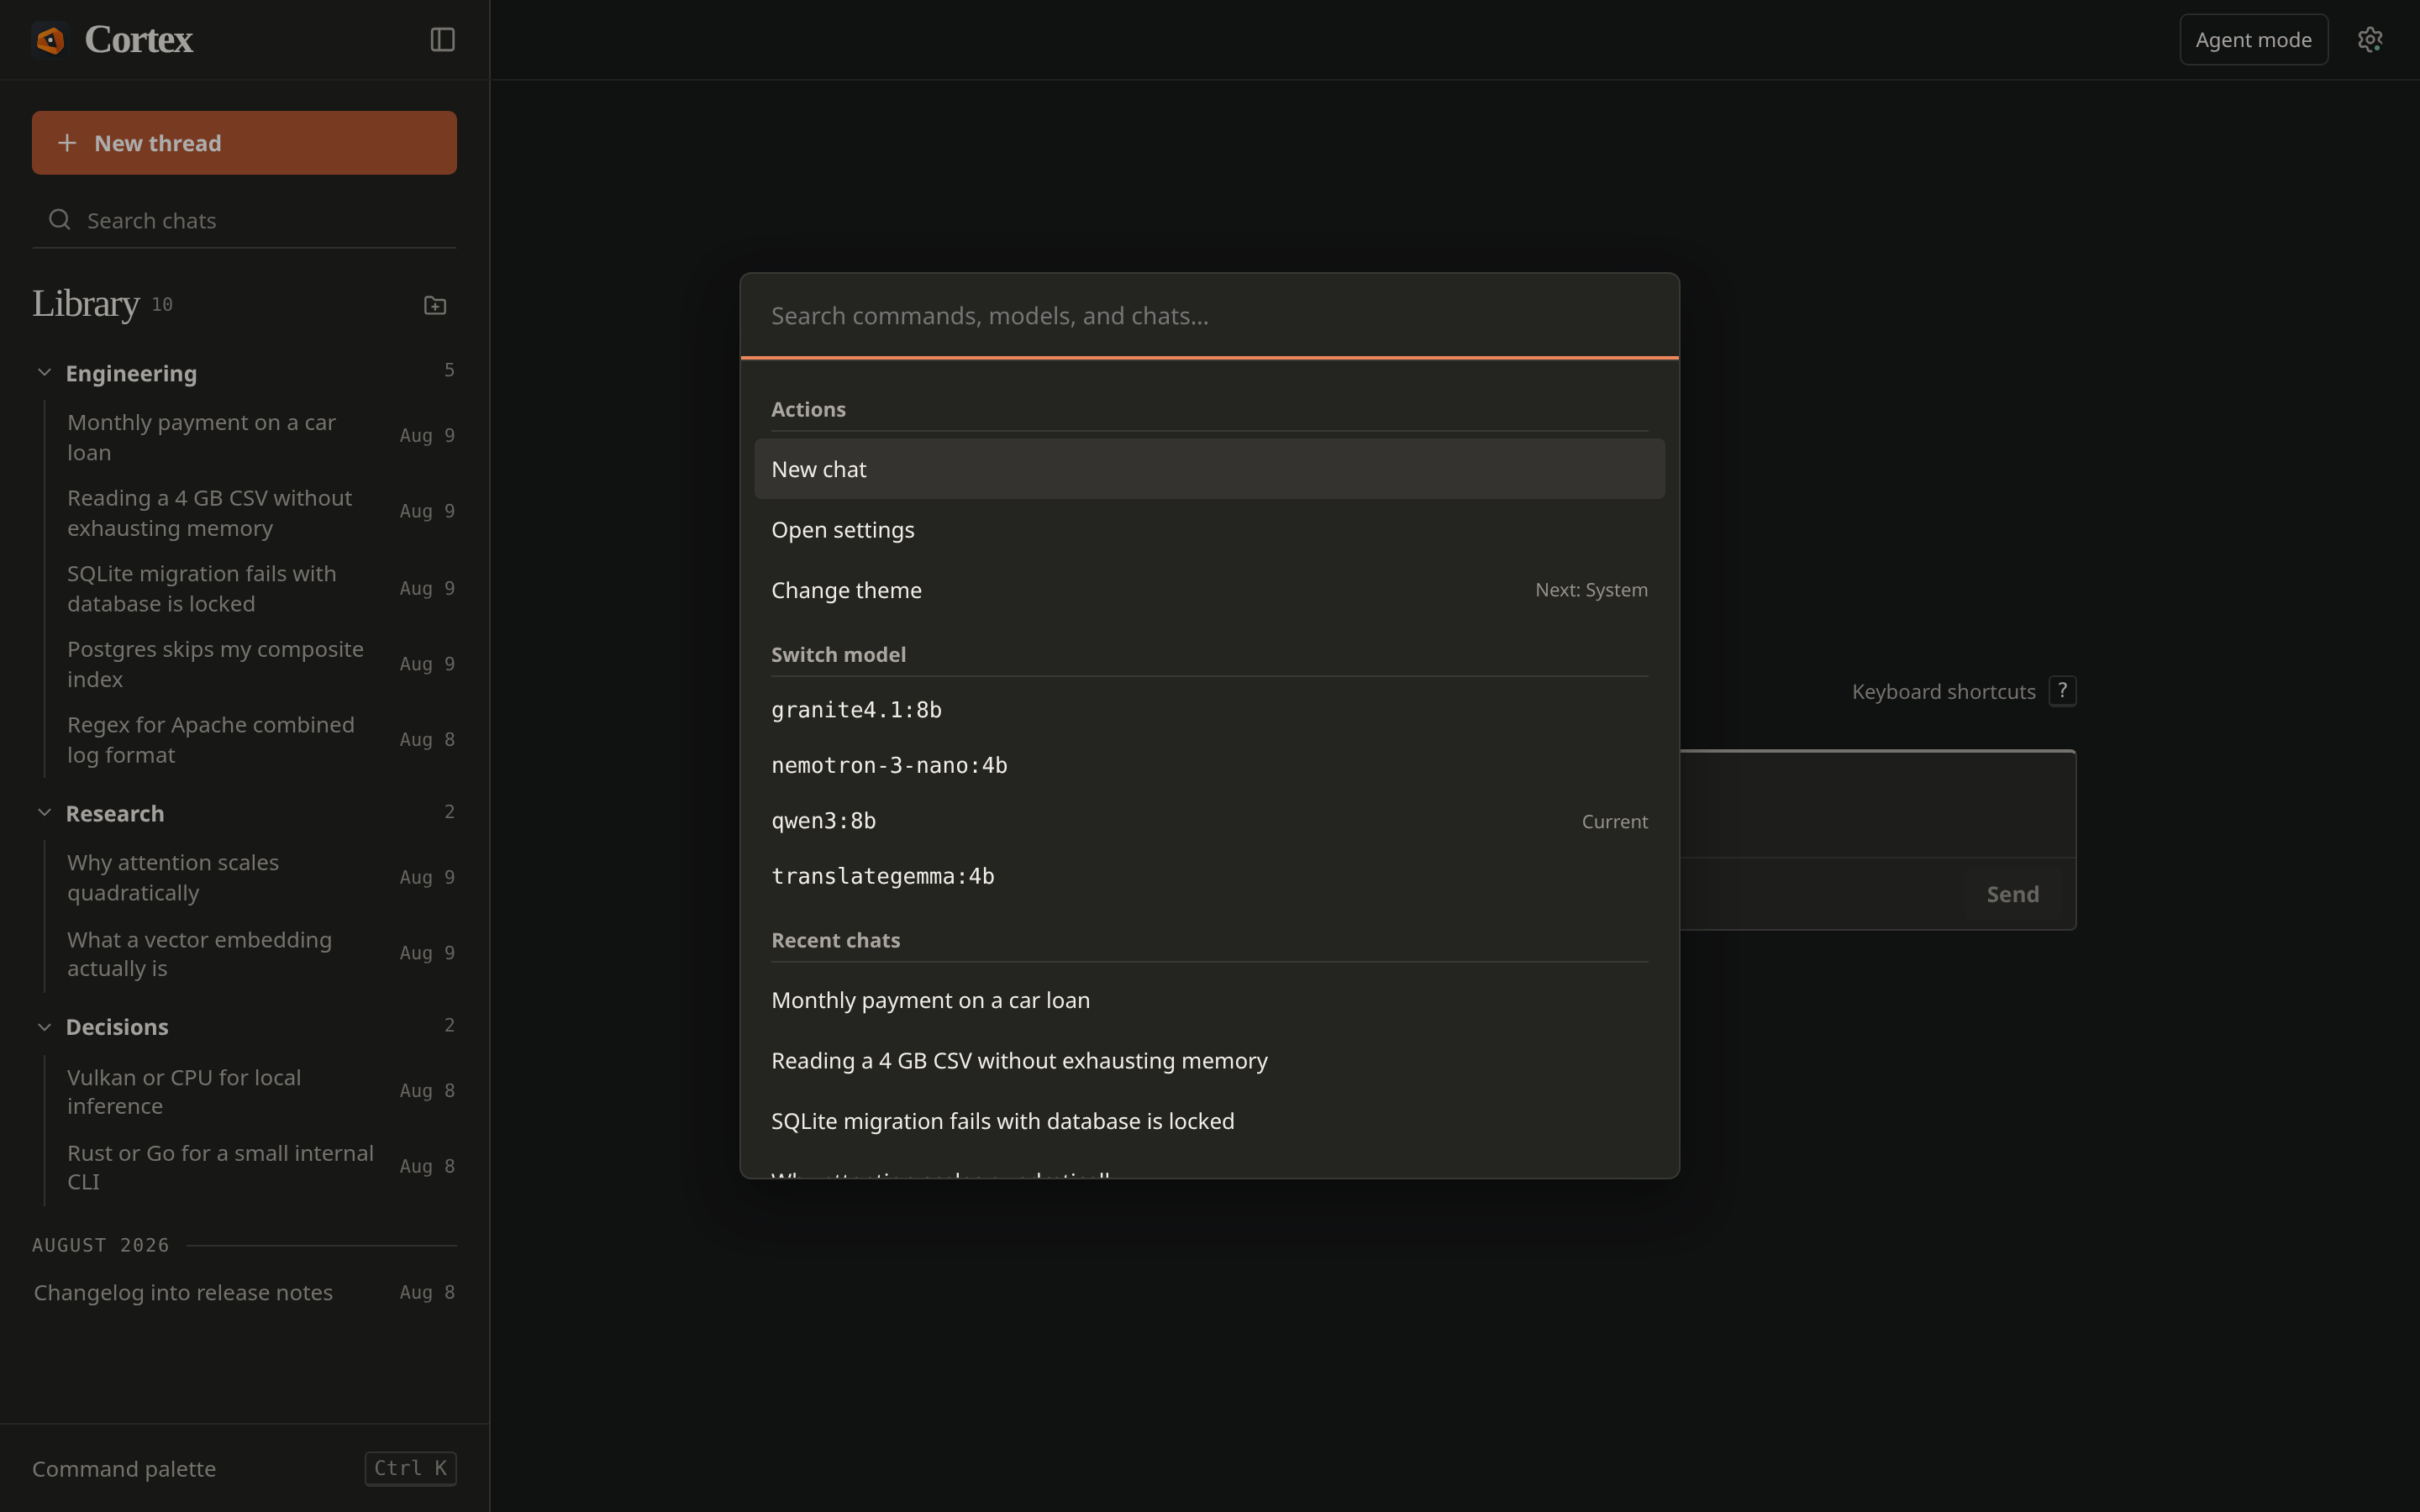 Cortex
New thread
Search chats
Library 10
Engineering 5
Monthly payment on a car
loan
Aug 9
Reading a 4 GB CSV without
exhausting memory
Aug 9
SQLite migration fails with
database is locked
Aug 9
Postgres skips my composite
index
Aug 9
Regex for Apache combined
log format
Aug 8
Research 2
Why attention scales
quadratically
Aug 9
What a vector embedding
actually is
Aug 9
Decisions 2
Vulkan or CPU for local
inference
Aug 8
Rust or Go for a small internal
CLI
Aug 8
AUGUST 2026
Changelog into release notes Aug 8
Command palette Ctrl K
Agent mode
Search commands, models, and chats...
Actions
New chat
Open settings
Change theme Next: System
Switch model
granite4.1:8b
nemotron-3-nano:4b
qwen3:8b Current
translategemma:4b
Recent chats
Monthly payment on a car loan
Reading a 4 GB CSV without exhausting memory
SQLite migration fails with database is locked
Why attention scales quadratically
Keyboard shortcuts ?
Send